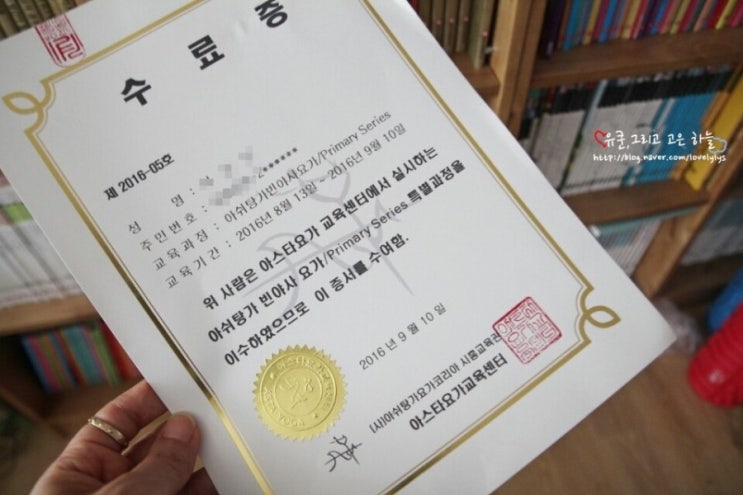 수 료 증
제 2016-05호
성 명 :
주민번호 : 2******
교육과정 : 아쉬탕가빈야사요가/Primary Series
교육기간 : 2016년 8월 13일 - 2016년 9월 10일
위 사람은 아스타요가 교육센터에서 실시하는
아쉬탕가 빈야사 요가/Primary Series 특별과정을
이수하였으므로 이 증서를 수여함.
2016 년 9 월 10 일
(사)아쉬탕가요가코리아 시흥교육관
아스타요가교육센터
유쿤, 그리고 고은 하늘
http://blog.naver.com/lovelyiys